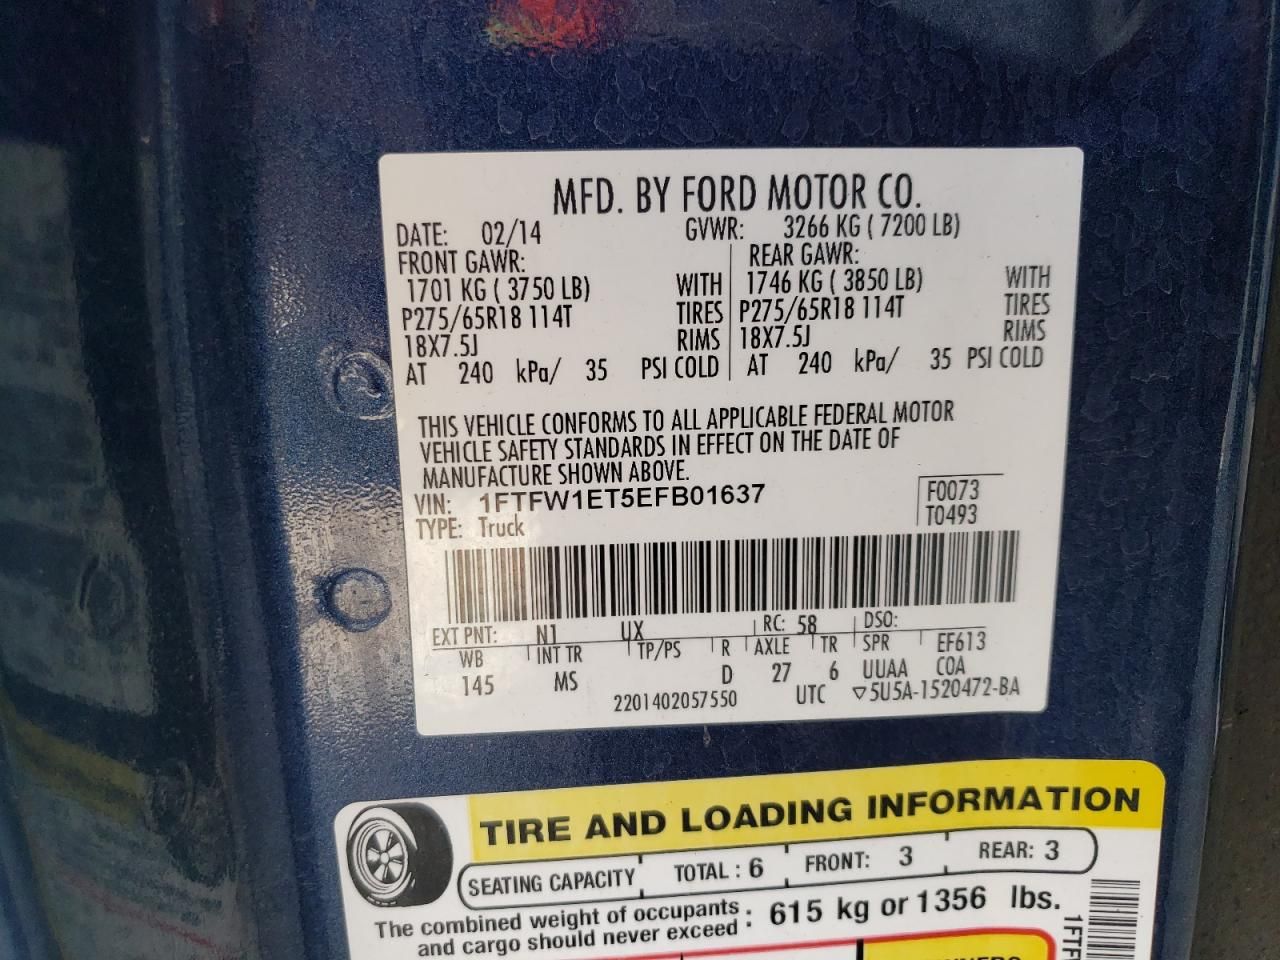 MFD. BY FORD MOTOR CO.
DATE: 02/14 GVWR: 3266 KG ( 7200 LB)
FRONT GAWR: REAR GAWR:
1701 KG ( 3750 LB) WITH 1746 KG ( 3850 LB) WITH
P275/65R18 114T TIRES P275/65R18 114T TIRES
18X7.5J RIMS 18X7.5J RIMS
AT 240 kPa/ 35 PSI COLD AT 240 kPa/ 35 PSI COLD
THIS VEHICLE CONFORMS TO ALL APPLICABLE FEDERAL MOTOR
VEHICLE SAFETY STANDARDS IN EFFECT ON THE DATE OF
MANUFACTURE SHOWN ABOVE.
VIN: 1FTFW1ET5EFB01637 F0073
TYPE: Truck T0493
EXT PNT: N1 UX RC: 58 DSO:
WB INT TR TP/PS R AXLE TR SPR EF613
145 MS D 27 6 UUAA COA
2201402057550 UTC ▽5U5A-1520472-BA
TIRE AND LOADING INFORMATION
SEATING CAPACITY TOTAL : 6 FRONT: 3 REAR: 3
The combined weight of occupants
and cargo should never exceed : 615 kg or 1356 lbs.